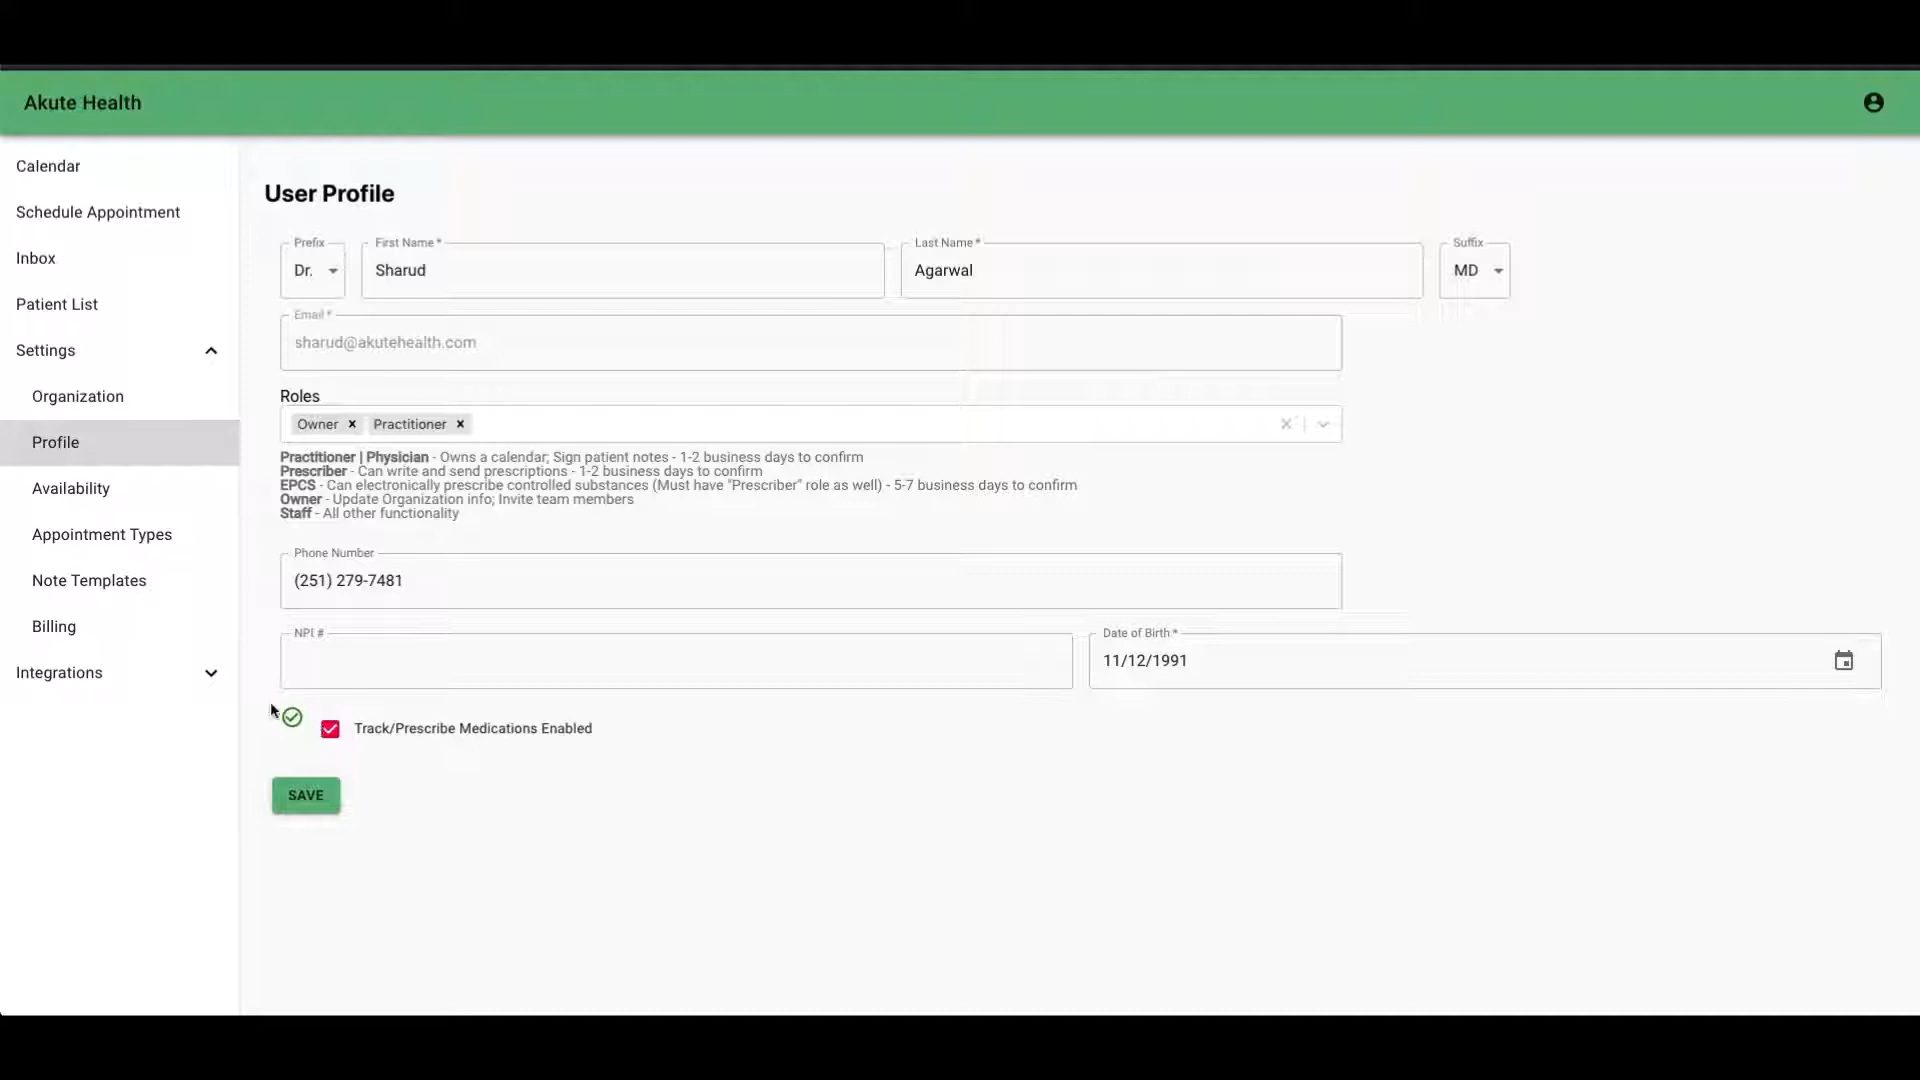 Akute Health
Calendar
Schedule Appointment
Inbox
Patient List
Settings
Organization
Profile
Availability
Appointment Types
Note Templates
Billing
Integrations
User Profile
Prefix
Dr.
First Name *
Sharud
Last Name *
Agarwal
Suffix
MD
Email *
sharud@akutehealth.com
Roles
Owner × Practitioner ×
Practitioner | Physician - Owns a calendar; Sign patient notes - 1-2 business days to confirm
Prescriber - Can write and send prescriptions - 1-2 business days to confirm
EPCS - Can electronically prescribe controlled substances (Must have "Prescriber" role as well) - 5-7 business days to confirm
Owner - Update Organization info; Invite team members
Staff - All other functionality
Phone Number
(251) 279-7481
NPI #
Date of Birth *
11/12/1991
Track/Prescribe Medications Enabled
SAVE